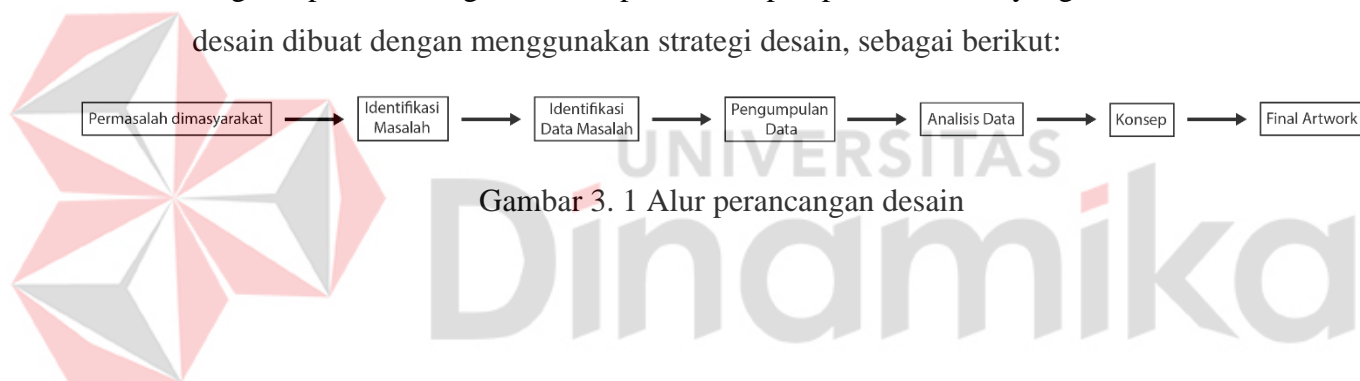 desain dibuat dengan menggunakan strategi desain, sebagai berikut:
Permasalah dimasyarakat
Identifikasi
Masalah
Identifikasi
Data Masalah
Pengumpulan
Data
Analisis Data
Konsep
Final Artwork
UNIVERSITAS
Dinamika
Gambar 3. 1 Alur perancangan desain